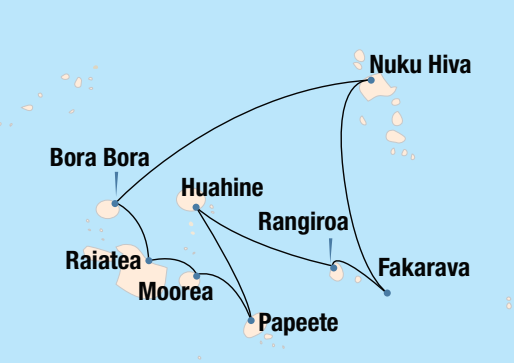 Nuku Hiva
Bora Bora
Huahine
Rangiroa
Raiatea
Fakarava
Moorea
Papeete